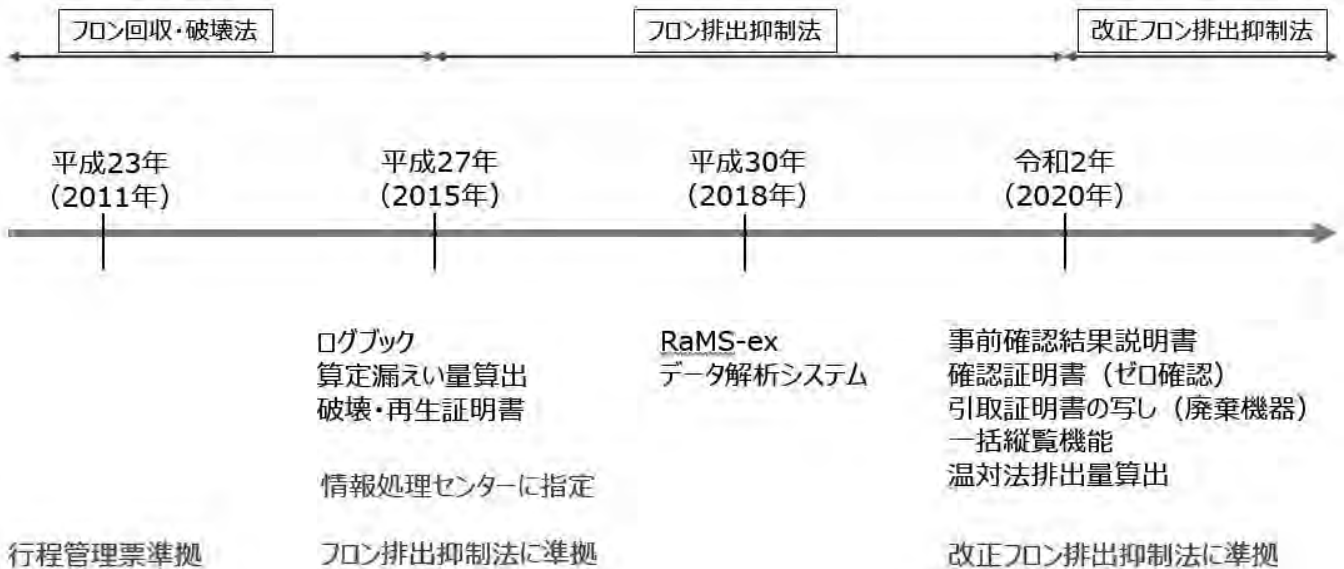 フロン回収・破壊法
フロン排出抑制法
改正フロン排出抑制法
平成23年
(2011年)
平成27年
(2015年)
平成30年
(2018年)
令和2年
(2020年)
ログブック
算定漏えい量算出
破壊・再生証明書
情報処理センターに指定
RaMS-ex
データ解析システム
事前確認結果説明書
確認証明書（ゼロ確認）
引取証明書の写し（廃棄機器）
一括縦覧機能
温対法排出量算出
行程管理票準拠
フロン排出抑制法に準拠
改正フロン排出抑制法に準拠